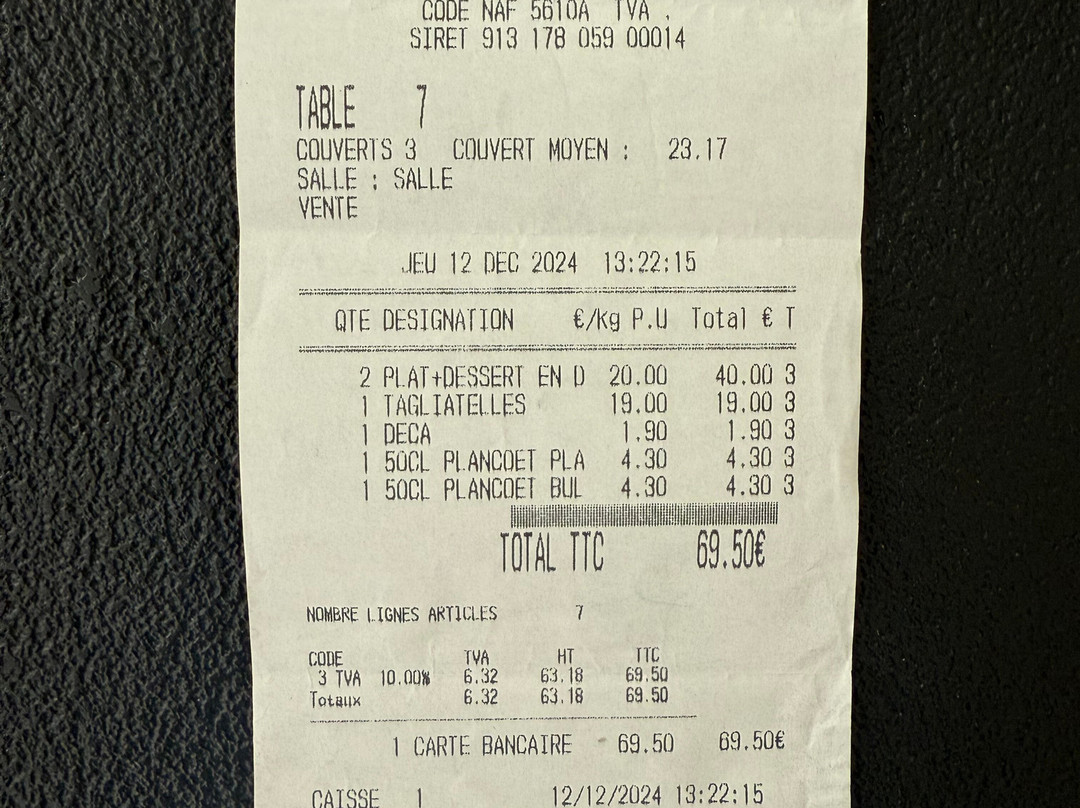 CODE NAF 5610A TVA .
SIRET 913 178 059 00014
TABLE 7
COUVERTS 3 COUVERT MOYEN : 23.17
SALLE : SALLE
VENTE
JEU 12 DEC 2024 13:22:15
QTE DESIGNATION €/Kg P.U Total € T
2 PLAT+DESSERT EN D 20.00 40.00 3
1 TAGLIATELLES 19.00 19.00 3
1 DECA 1.90 1.90 3
1 50CL PLANCOET PLA 4.30 4.30 3
1 50CL PLANCOET BUL 4.30 4.30 3
TOTAL TTC 69.50€
NOMBRE LIGNES ARTICLES 7
CODE TVA HT TTC
3 TVA 10.00% 6.32 63.18 69.50
Totaux 6.32 63.18 69.50
1 CARTE BANCAIRE 69.50 69.50€
CAISSE 1 12/12/2024 13:22:15